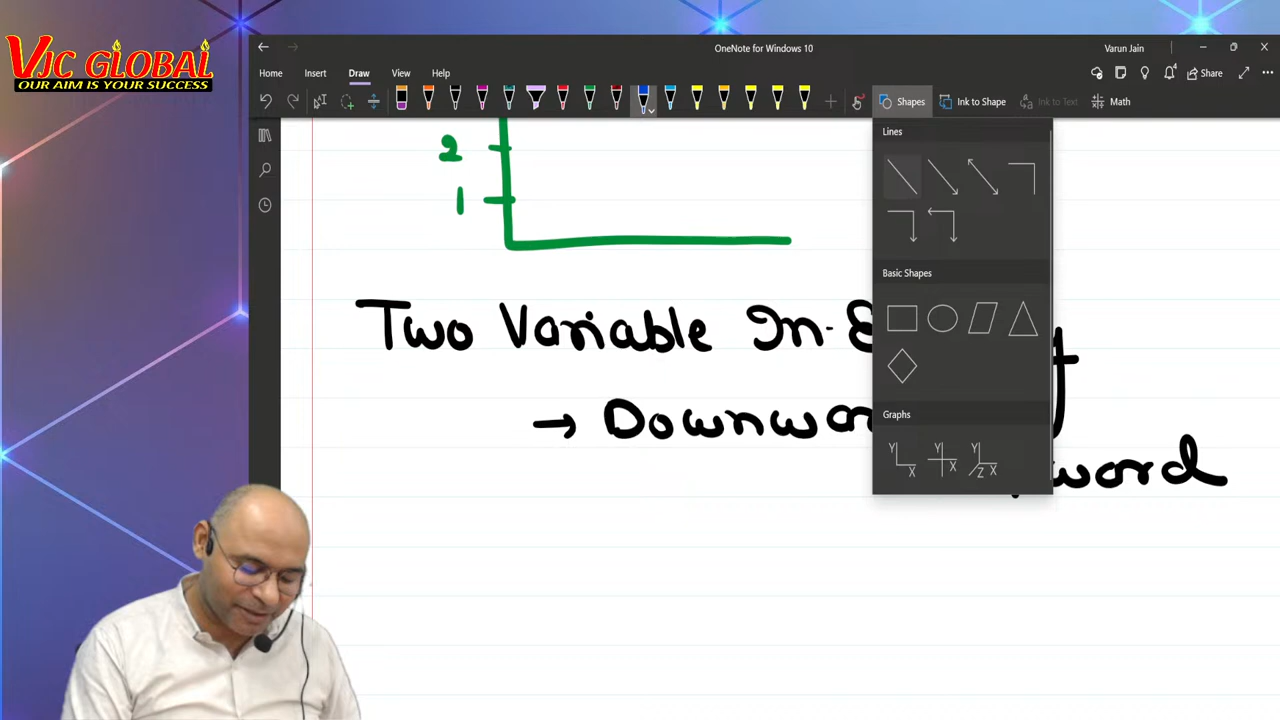 VJC GLOBAL
OUR AIM IS YOUR SUCCESS
OneNote for Windows 10
Varun Jain
Home Insert Draw View Help
Share
Shapes Ink to Shape Ink to Text Math
Lines
Basic Shapes
Graphs
Y X Y X Y Z X
2
1
Two Variable In-E
→ Downwor
word